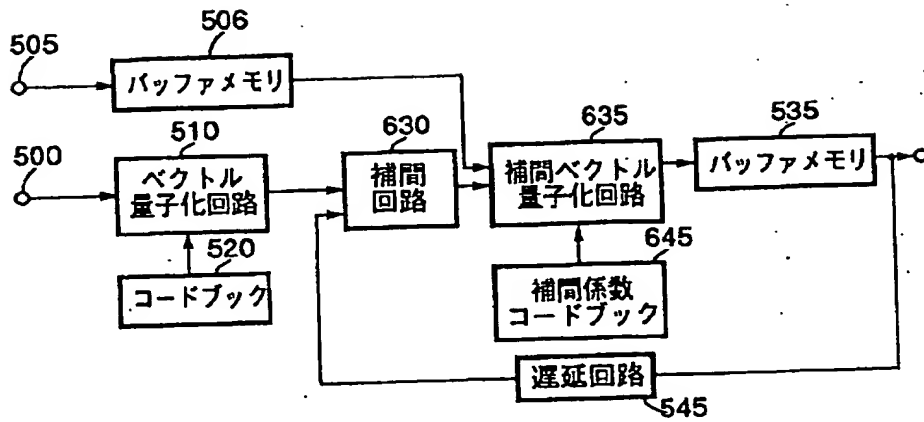 505
506
バッファメモリ
500
510
ベクトル
量子化回路
520
コードブック
630
補間
回路
635
補間ベクトル
量子化回路
535
バッファメモリ
645
補間係数
コードブック
遅延回路
545